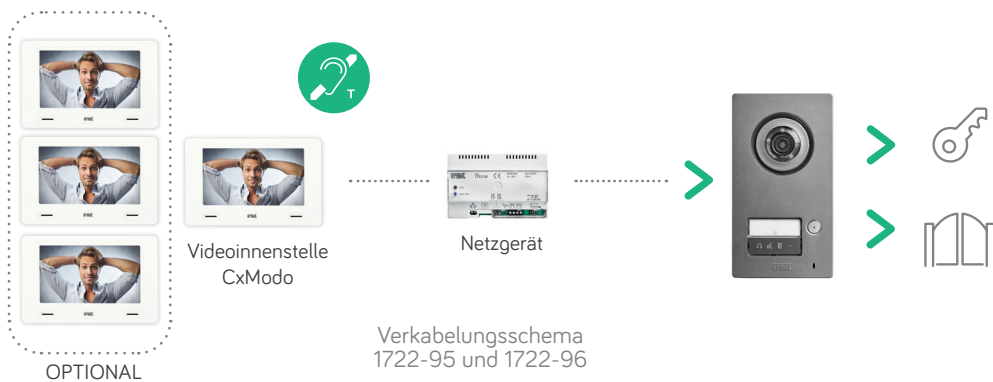 T
Videoinnenstelle
CxModo
Netzgerät
Verkabelungsschema
1722-95 und 1722-96
OPTIONAL